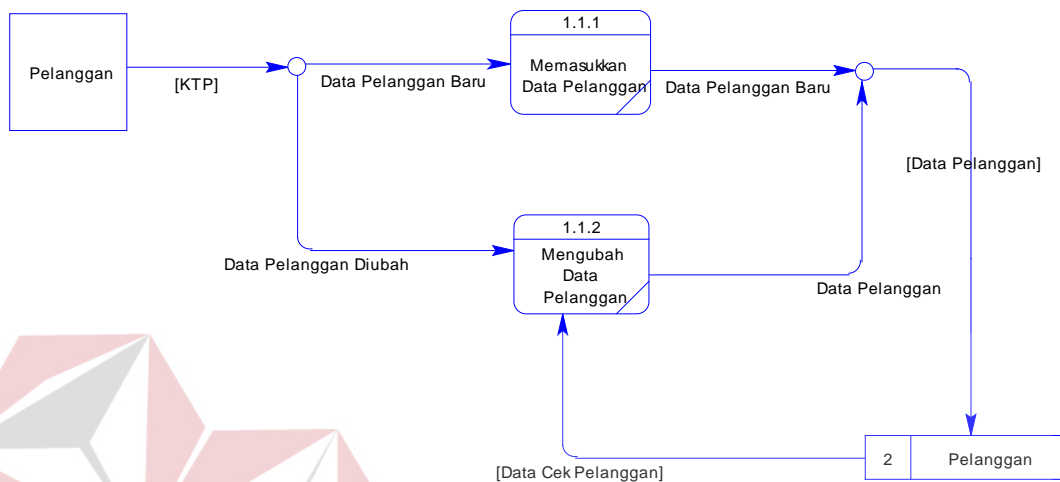 Pelanggan
[KTP]
Data Pelanggan Baru
1.1.1
Memasukkan
Data Pelanggan
Data Pelanggan Baru
[Data Pelanggan]
Data Pelanggan Diubah
1.1.2
Mengubah
Data
Pelanggan
Data Pelanggan
[Data Cek Pelanggan]
2 Pelanggan